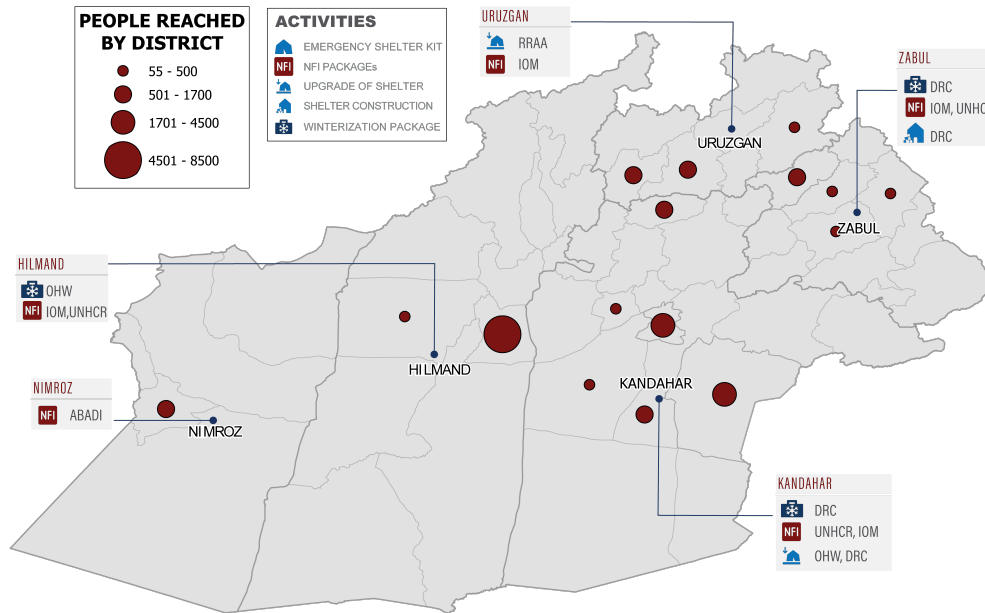 PEOPLE REACHED
BY DISTRICT
55 - 500
501 - 1700
1701 - 4500
4501 - 8500
ACTIVITIES
EMERGENCY SHELTER KIT
NFI
NFI PACKAGEs
UPGRADE OF SHELTER
SHELTER CONSTRUCTION
WINTERIZATION PACKAGE
URUZGAN
RRAA
NFI
IOM
ZABUL
DRC
NFI
IOM, UNHC
DRC
URUZGAN
ZABUL
HILMAND
OHW
NFI
IOM,UNHCR
HILMAND
KANDAHAR
NIMROZ
NFI
ABADI
NIMROZ
KANDAHAR
DRC
NFI
UNHCR, IOM
OHW, DRC